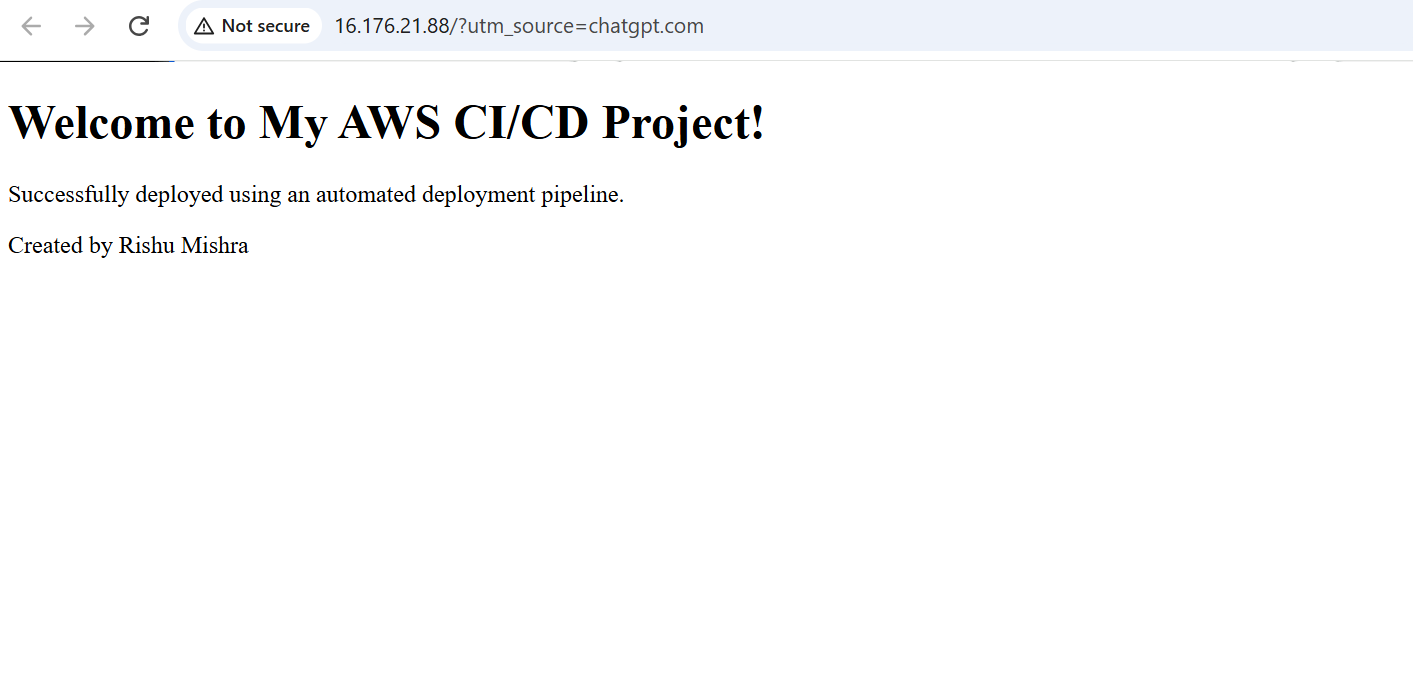 Not secure 16.176.21.88/?utm_source=chatgpt.com
Welcome to My AWS CI/CD Project!
Successfully deployed using an automated deployment pipeline.
Created by Rishu Mishra